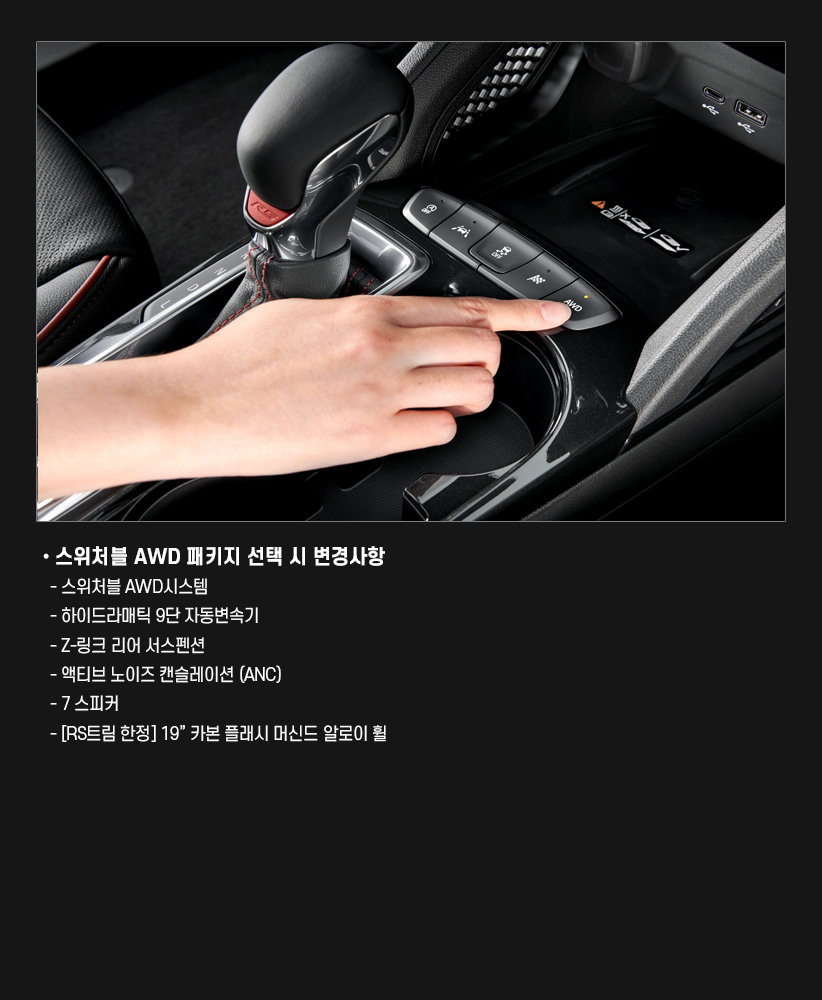 RS
N
D
L
OFF
OFF
AWD
• 스위처블 AWD 패키지 선택 시 변경사항
- 스위처블 AWD시스템
- 하이드라매틱 9단 자동변속기
- Z-링크 리어 서스펜션
- 액티브 노이즈 캔슬레이션 (ANC)
- 7 스피커
- [RS트림 한정] 19” 카본 플래시 머신드 알로이 휠